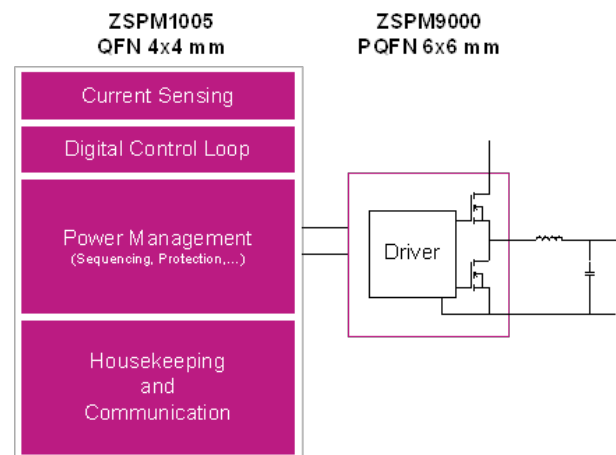 ZSPM1005
QFN 4x4 mm
ZSPM9000
PQFN 6x6 mm
Current Sensing
Digital Control Loop
Power Management
(Sequencing, Protection,...)
Driver
Housekeeping
and
Communication